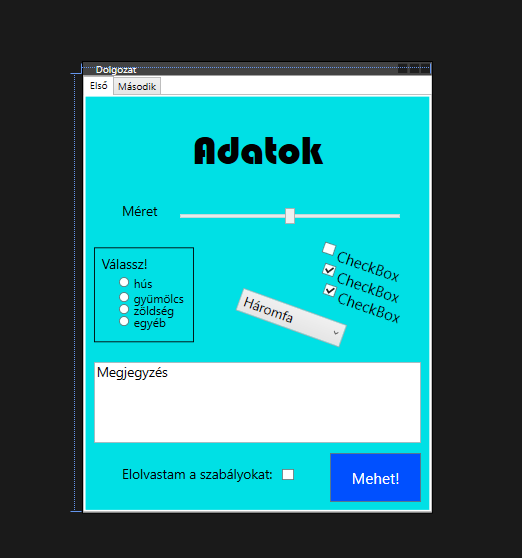 Dolgozat
Első Második
Adatok
Méret
Válassz!
hús
gyümölcs
zöldség
egyéb
CheckBox
CheckBox
CheckBox
Háromfa
Megjegyzés
Elolvastam a szabályokat:
Mehet!